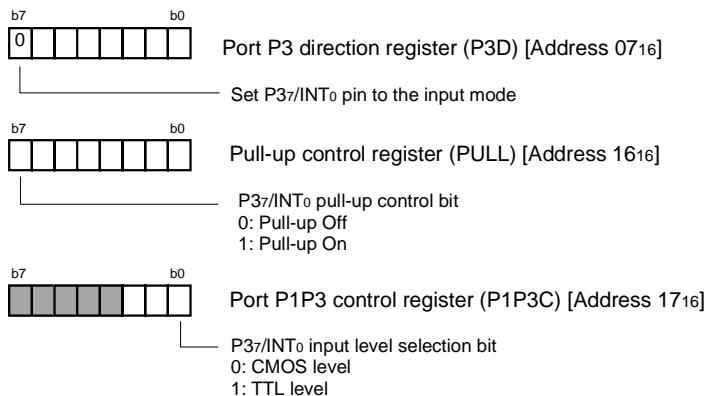 b7 b0
0
Port P3 direction register (P3D) [Address 07₁₆]
Set P3₇/INT₀ pin to the input mode
b7 b0
Pull-up control register (PULL) [Address 16₁₆]
P3₇/INT₀ pull-up control bit
0: Pull-up Off
1: Pull-up On
b7 b0
Port P1P3 control register (P1P3C) [Address 17₁₆]
P3₇/INT₀ input level selection bit
0: CMOS level
1: TTL level